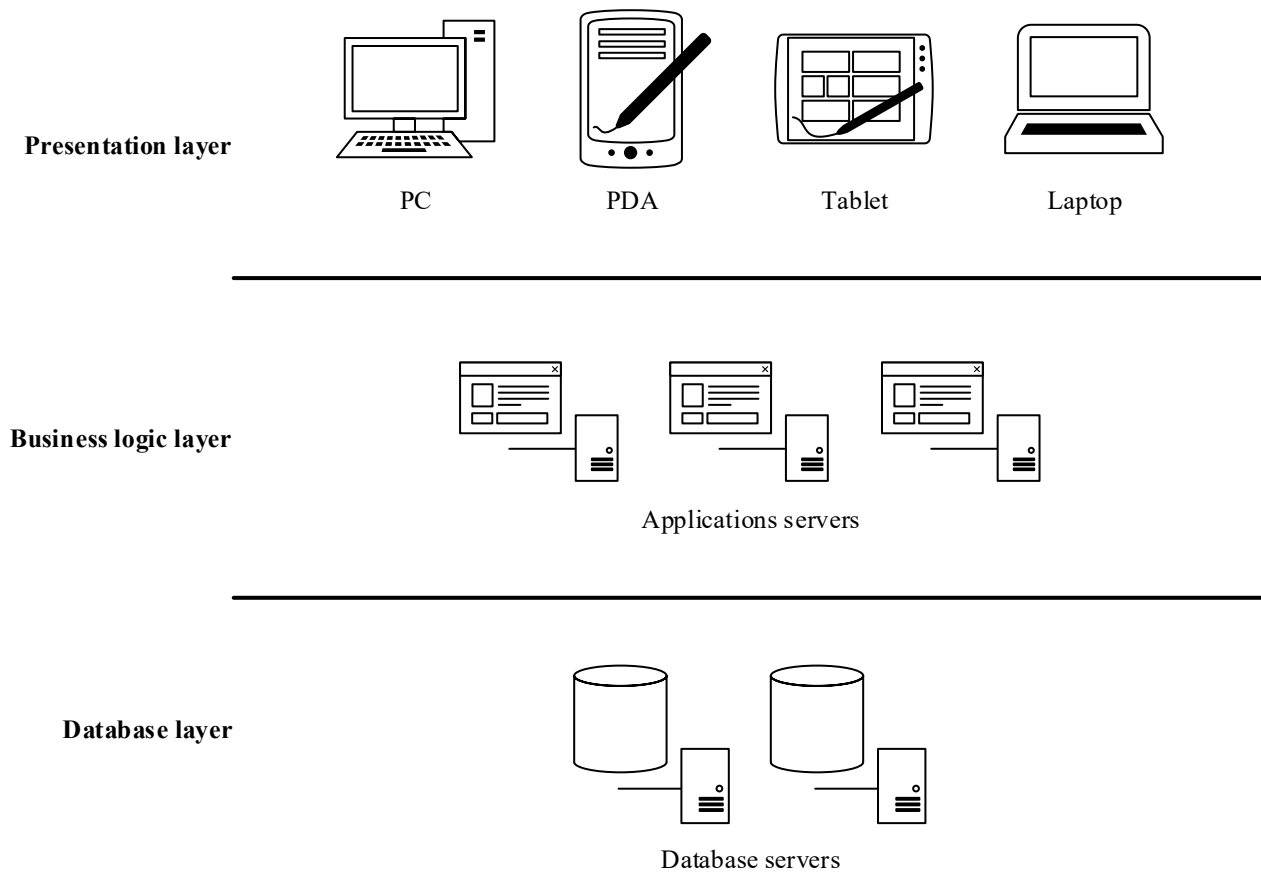 Presentation layer
PC
PDA
Tablet
Laptop
Business logic layer
Applications servers
Database layer
Database servers